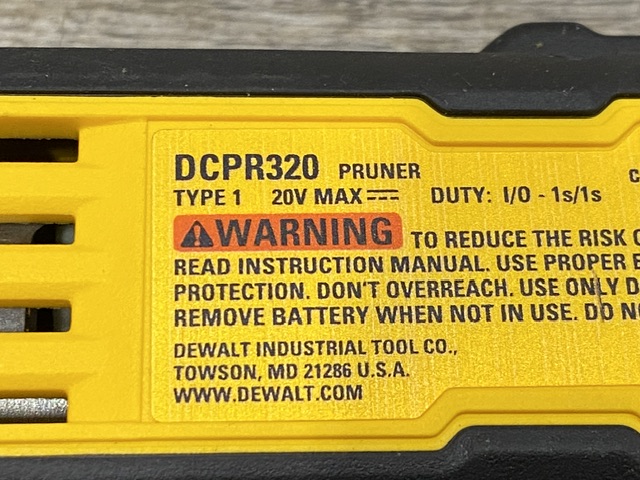 DCPR320 PRUNER
TYPE 1 20V MAX DUTY: I/O - 1s/1s
WARNING TO REDUCE THE RISK
READ INSTRUCTION MANUAL. USE PROPER
PROTECTION. DON'T OVERREACH. USE ONLY
REMOVE BATTERY WHEN NOT IN USE. DO
DEWALT INDUSTRIAL TOOL CO.,
TOWSON, MD 21286 U.S.A.
WWW.DEWALT.COM